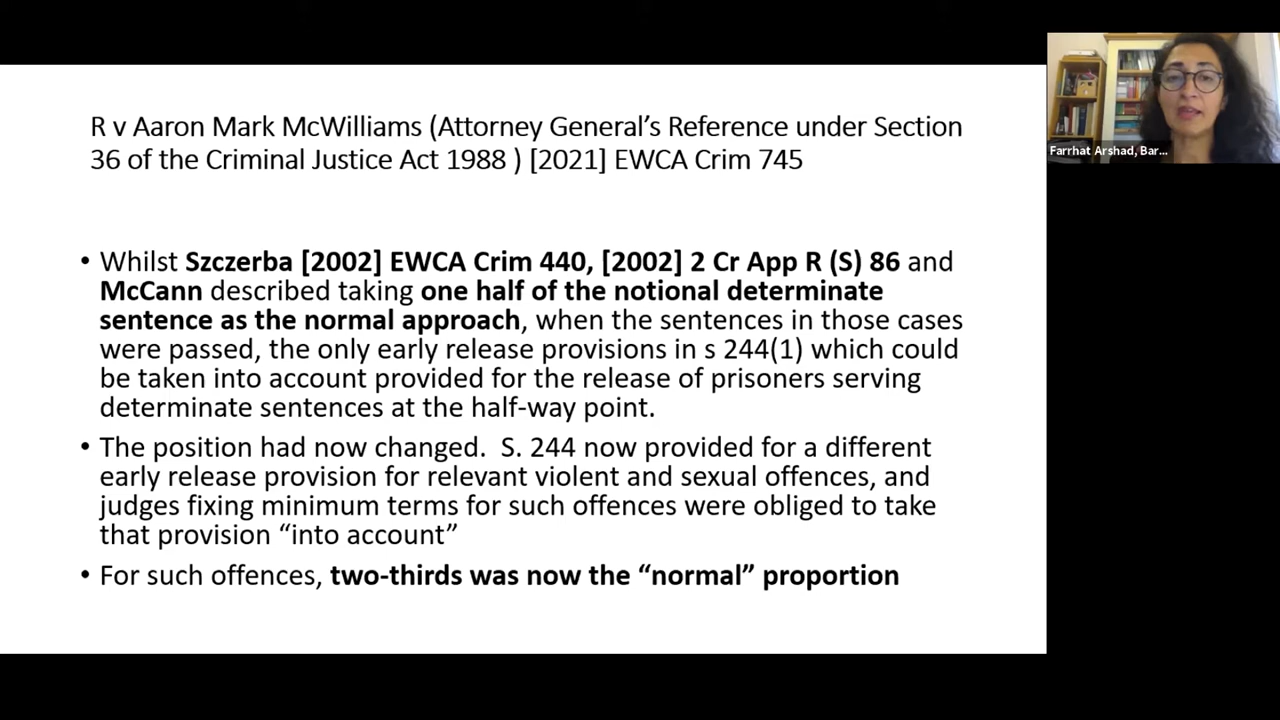 R v Aaron Mark McWilliams (Attorney General’s Reference under Section
36 of the Criminal Justice Act 1988 ) [2021] EWCA Crim 745
• Whilst Szczerba [2002] EWCA Crim 440, [2002] 2 Cr App R (S) 86 and
McCann described taking one half of the notional determinate
sentence as the normal approach, when the sentences in those cases
were passed, the only early release provisions in s 244(1) which could
be taken into account provided for the release of prisoners serving
determinate sentences at the half-way point.
• The position had now changed.  S. 244 now provided for a different
early release provision for relevant violent and sexual offences, and
judges fixing minimum terms for such offences were obliged to take
that provision “into account”
• For such offences, two-thirds was now the “normal” proportion
Farrhat Arshad, Bar...